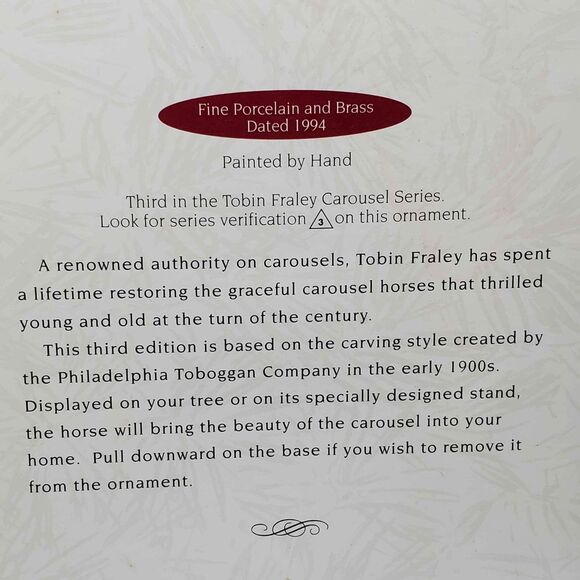 Fine Porcelain and Brass
Dated 1994
Painted by Hand
Third in the Tobin Fraley Carousel Series.
Look for series verification 3 on this ornament.
A renowned authority on carousels, Tobin Fraley has spent
a lifetime restoring the graceful carousel horses that thrilled
young and old at the turn of the century.
This third edition is based on the carving style created by
the Philadelphia Toboggan Company in the early 1900s.
Displayed on your tree or on its specially designed stand,
the horse will bring the beauty of the carousel into your
home. Pull downward on the base if you wish to remove it
from the ornament.